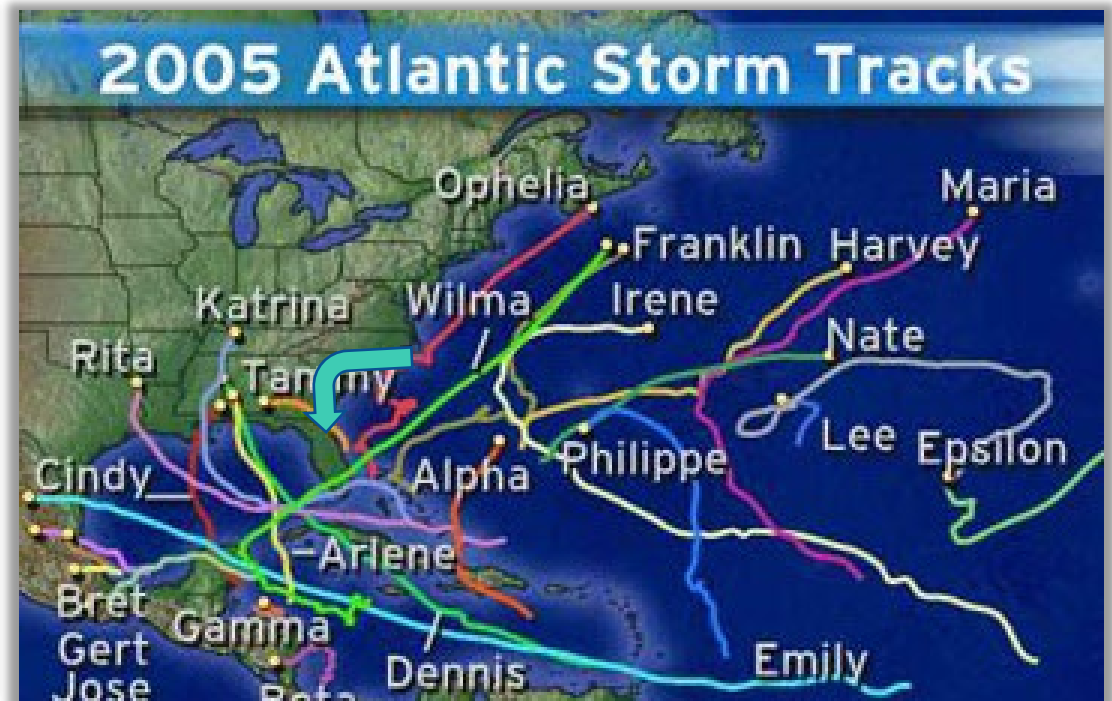 2005 Atlantic Storm Tracks
Ophelia
Maria
Franklin
Harvey
Katrina
Wilma
Irene
Nate
Rita
Tammy
Lee
Epsilon
Cindy
Alpha
Philippe
Arlene
Bret
Gamma
Gert
Dennis
Emily
Jose
Beta